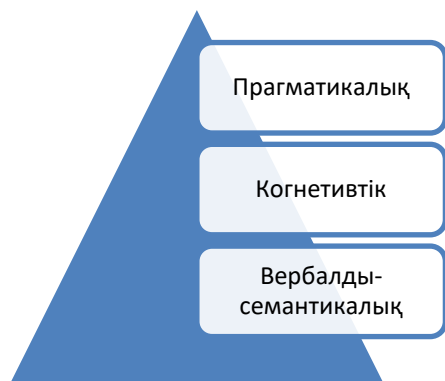 Прагматикалық
Когнетивтік
Вербалды-
семантикалық